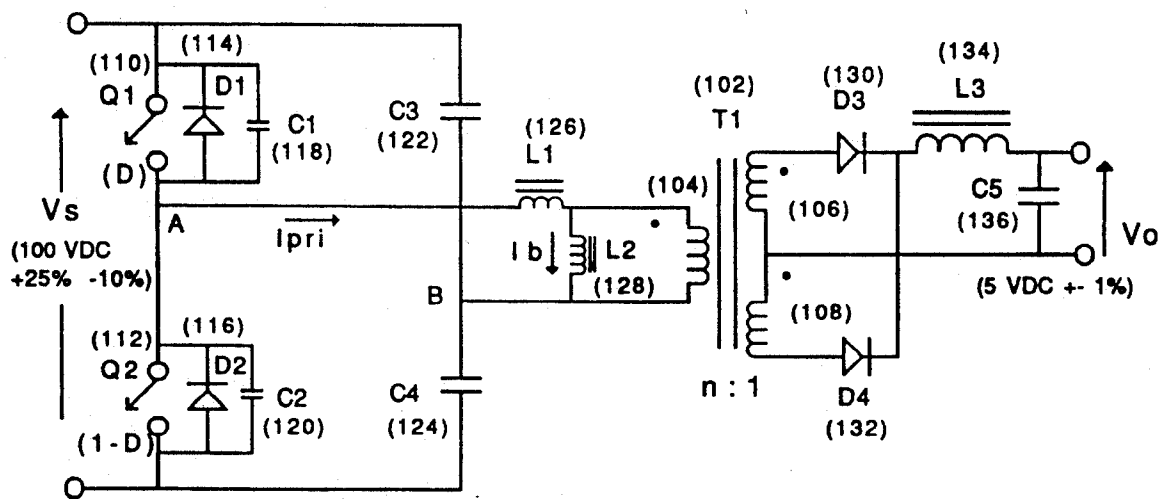 (114)
(110)
D1
Q1
C1
(118)
(D)
C3
(122)
(126)
L1
(102)
T1
(130)
D3
(134)
L3
(104)
(106)
C5
(136)
Vs
(100 VDC
+25% -10%)
A
Ipri
Ib
L2
(128)
B
Vo
(5 VDC +- 1%)
(108)
(116)
(112)
D2
Q2
C2
(120)
(1-D)
C4
(124)
n : 1
D4
(132)